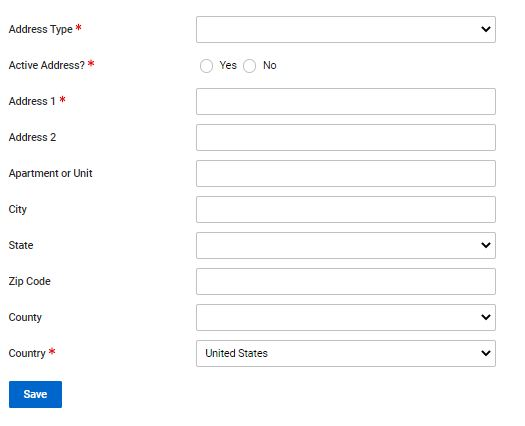 Address Type *
Active Address? * Yes No
Address 1 *
Address 2
Apartment or Unit
City
State
Zip Code
County
Country * United States
Save